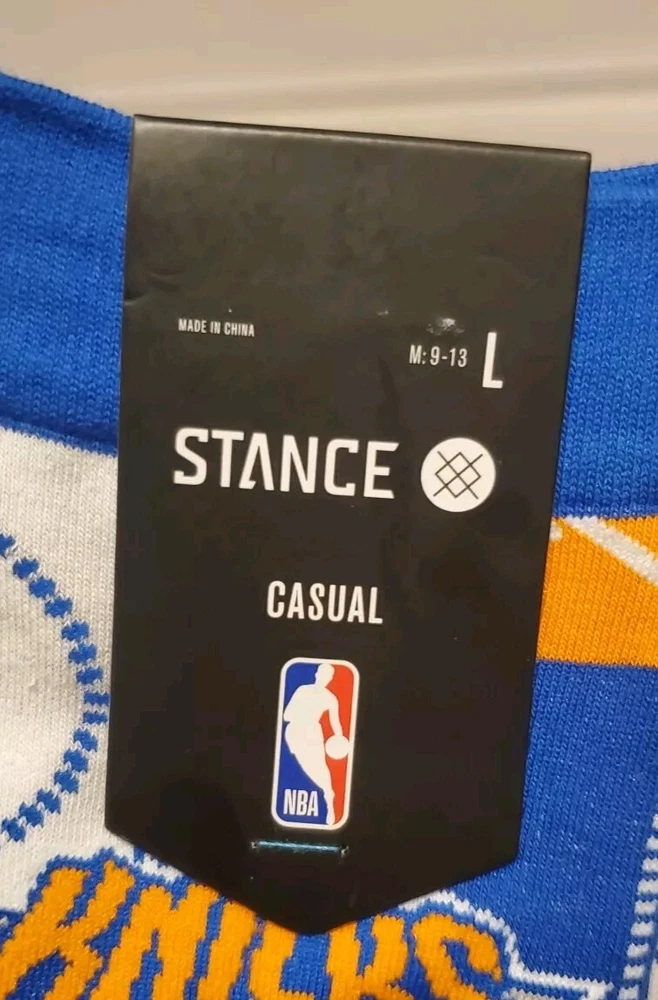 MADE IN CHINA
M: 9-13 L
STANCE
CASUAL
NBA
KNICKS